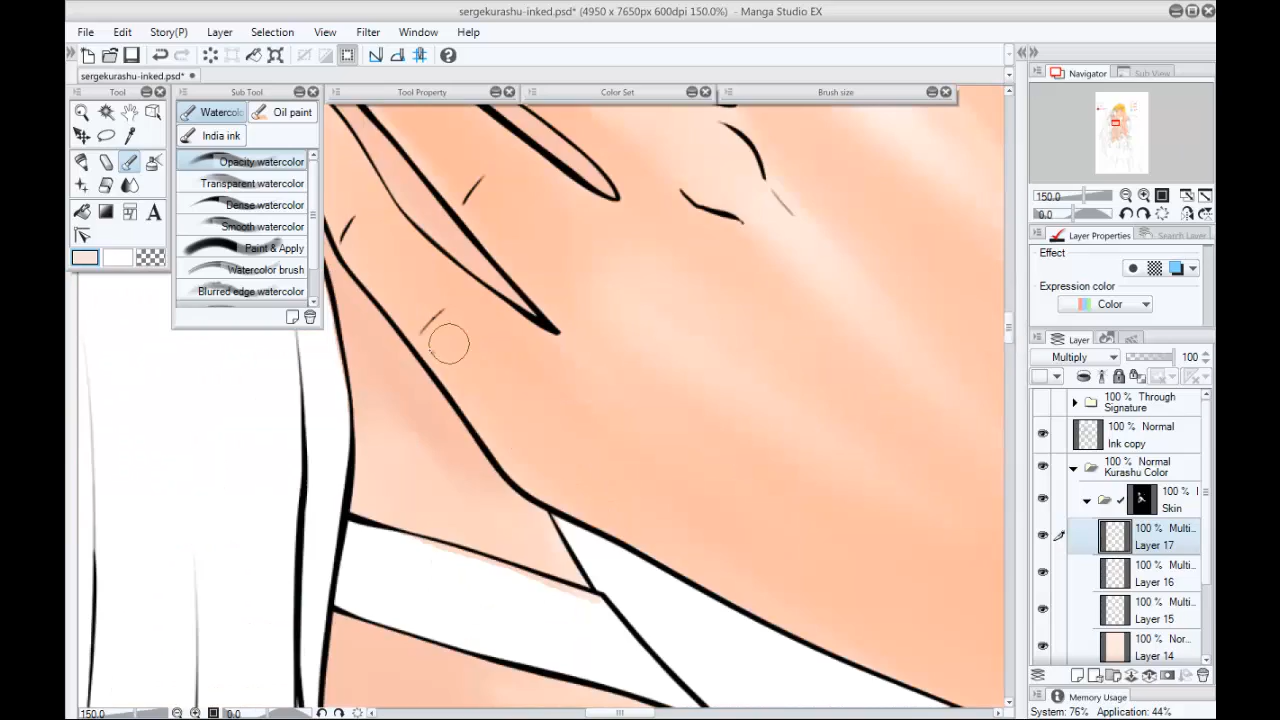 sergekurashu-inked.psd* (4950 x 7650px 600dpi 150.0%) - Manga Studio EX
File Edit Story(P) Layer Selection View Filter Window Help
sergekurashu-inked.psd*
Tool
Sub Tool
Tool Property
Color Set
Brush size
Navigator
Sub View
Watercolo
Oil paint
India ink
Opacity watercolor
Transparent watercolor
Dense watercolor
Smooth watercolor
Paint & Apply
Watercolor brush
Blurred edge watercolor
A
150.0
0.0
Layer Properties
Search Layer
Effect
Expression color
Color
Layer
Multiply
100
100 % Through
Signature
100 % Normal
Ink copy
100 % Normal
Kurashu Color
100 %
Skin
100 % Multi..
Layer 17
100 % Multi..
Layer 16
100 % Multi..
Layer 15
100 % Nor...
Layer 14
Memory Usage
System: 76% Application: 44%
150.0
0.0